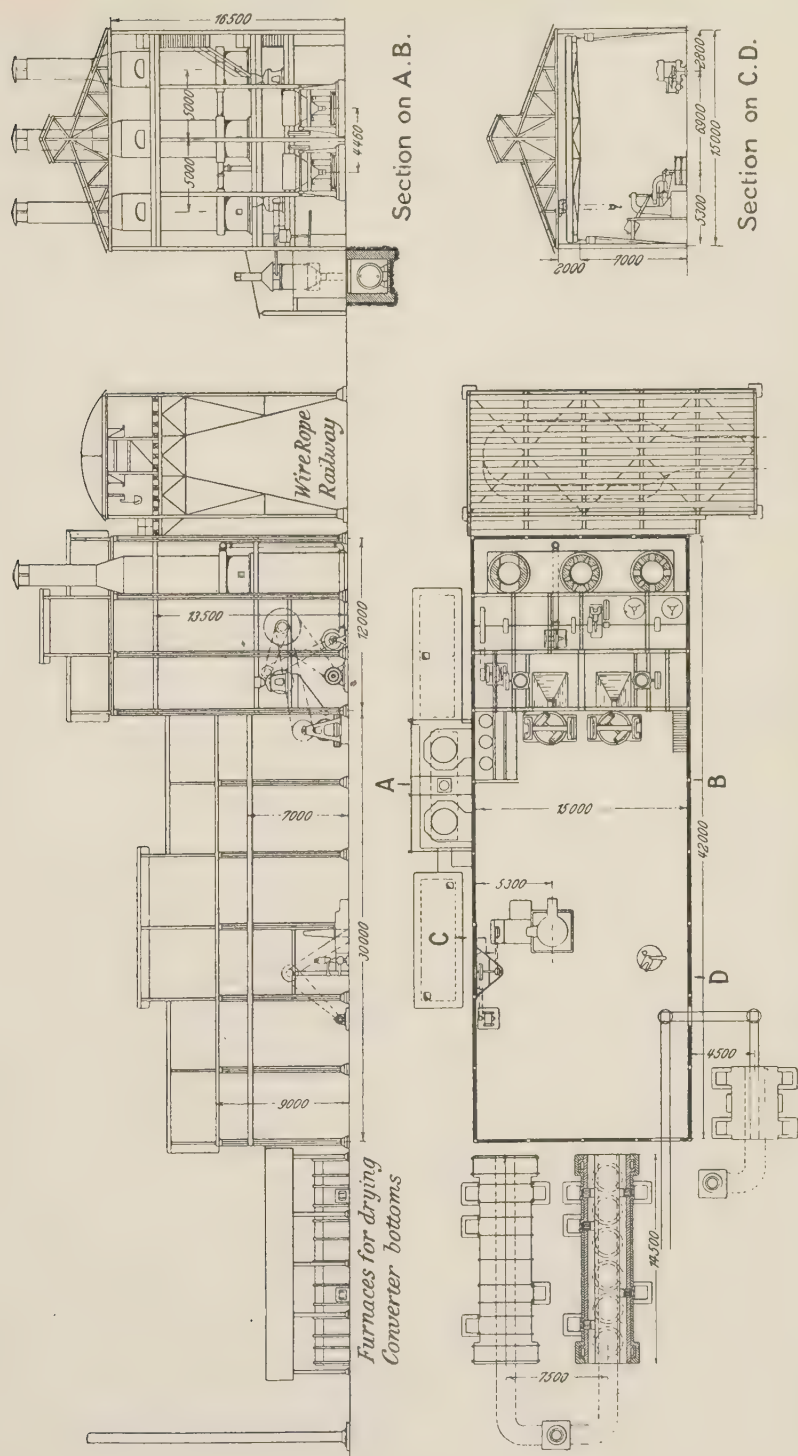 16500
5000
5000
4460
Section on A.B.
2000
7000
5300
6900
2800
15000
Section on C.D.
Wire Rope
Railway
13500
12000
7000
30000
9000
Furnaces for drying
Converter bottoms
A
B
15000
42000
C
5300
D
4500
14500
7500